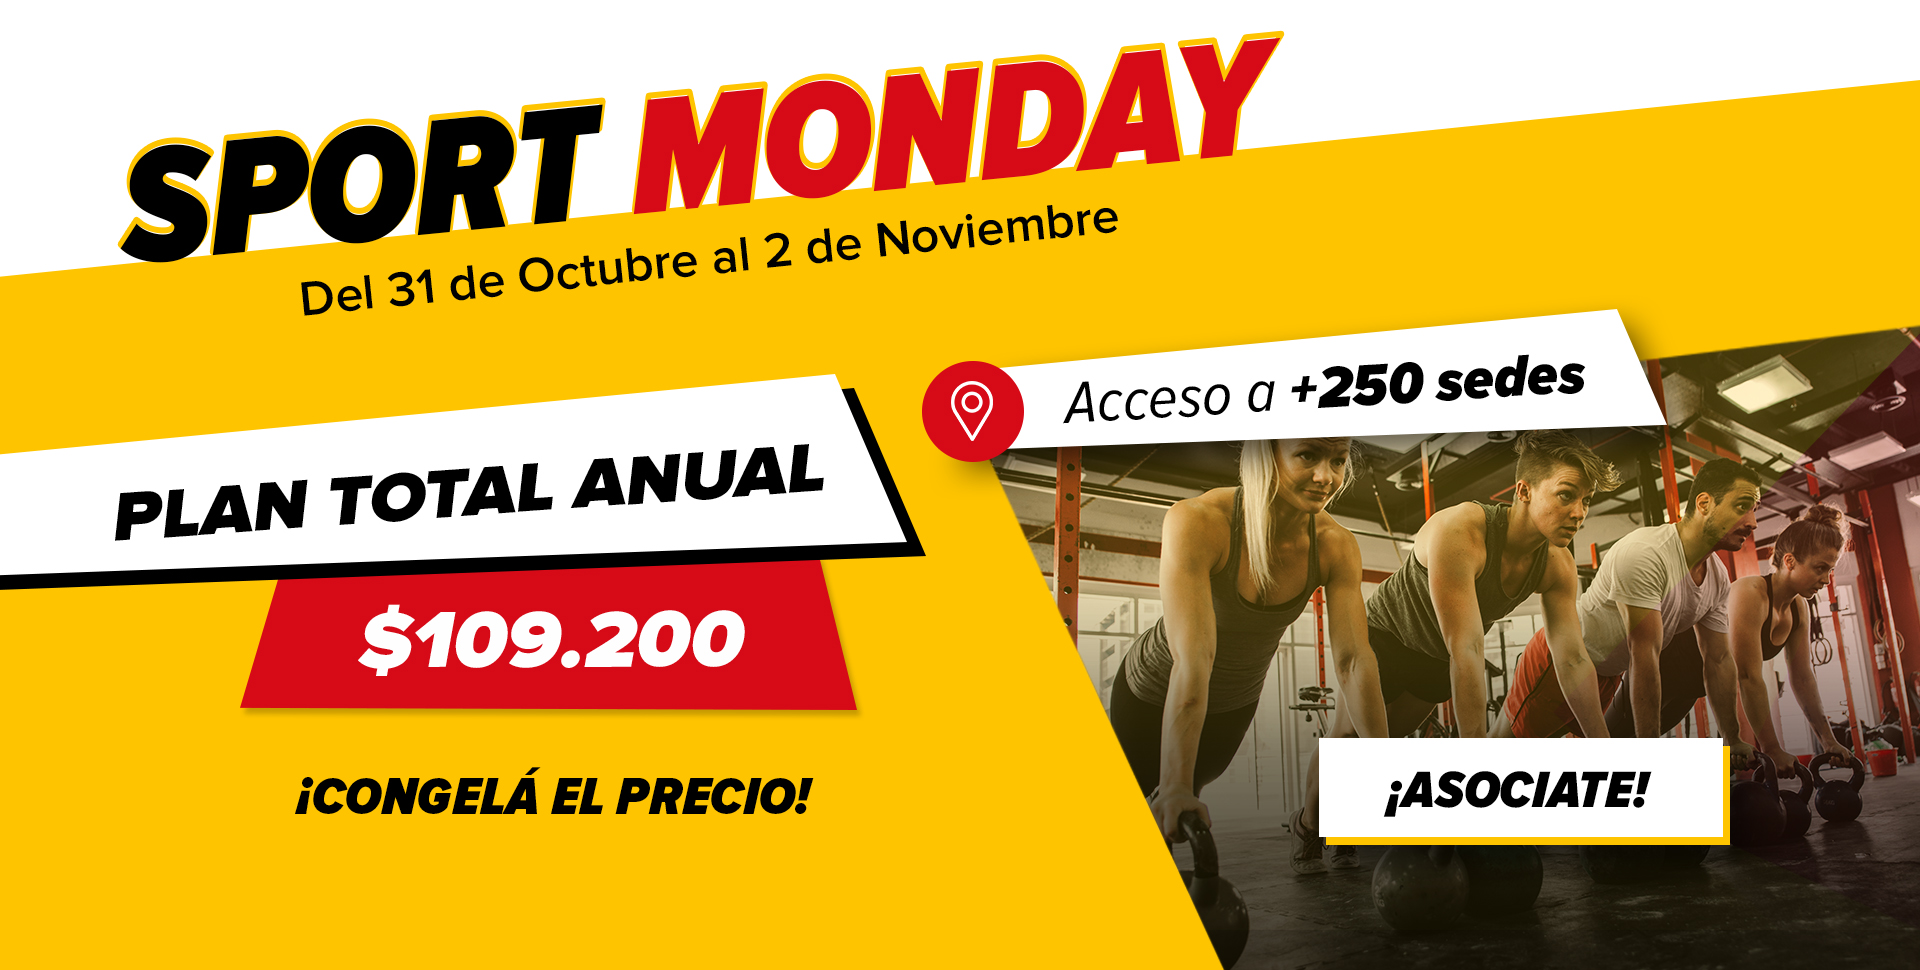 SPORT MONDAY
Del 31 de Octubre al 2 de Noviembre
Acceso a +250 sedes
PLAN TOTAL ANUAL
$109.200
¡CONGELÁ EL PRECIO!
¡ASOCIATE!